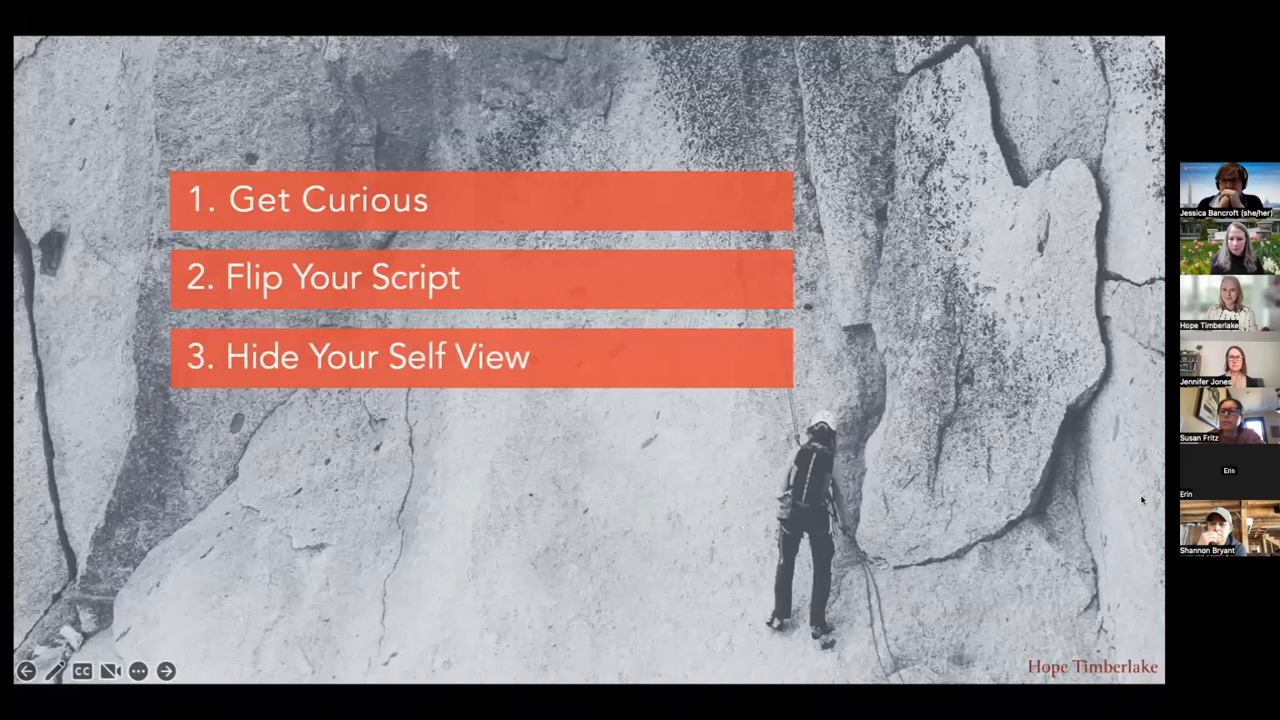 1. Get Curious
2. Flip Your Script
3. Hide Your Self View
CC
Hope Timberlake
Jessica Bancroft (she/her)
Hope Timberlake
Jennifer Jones
Susan Fritz
Erin
Erin
Shannon Bryant